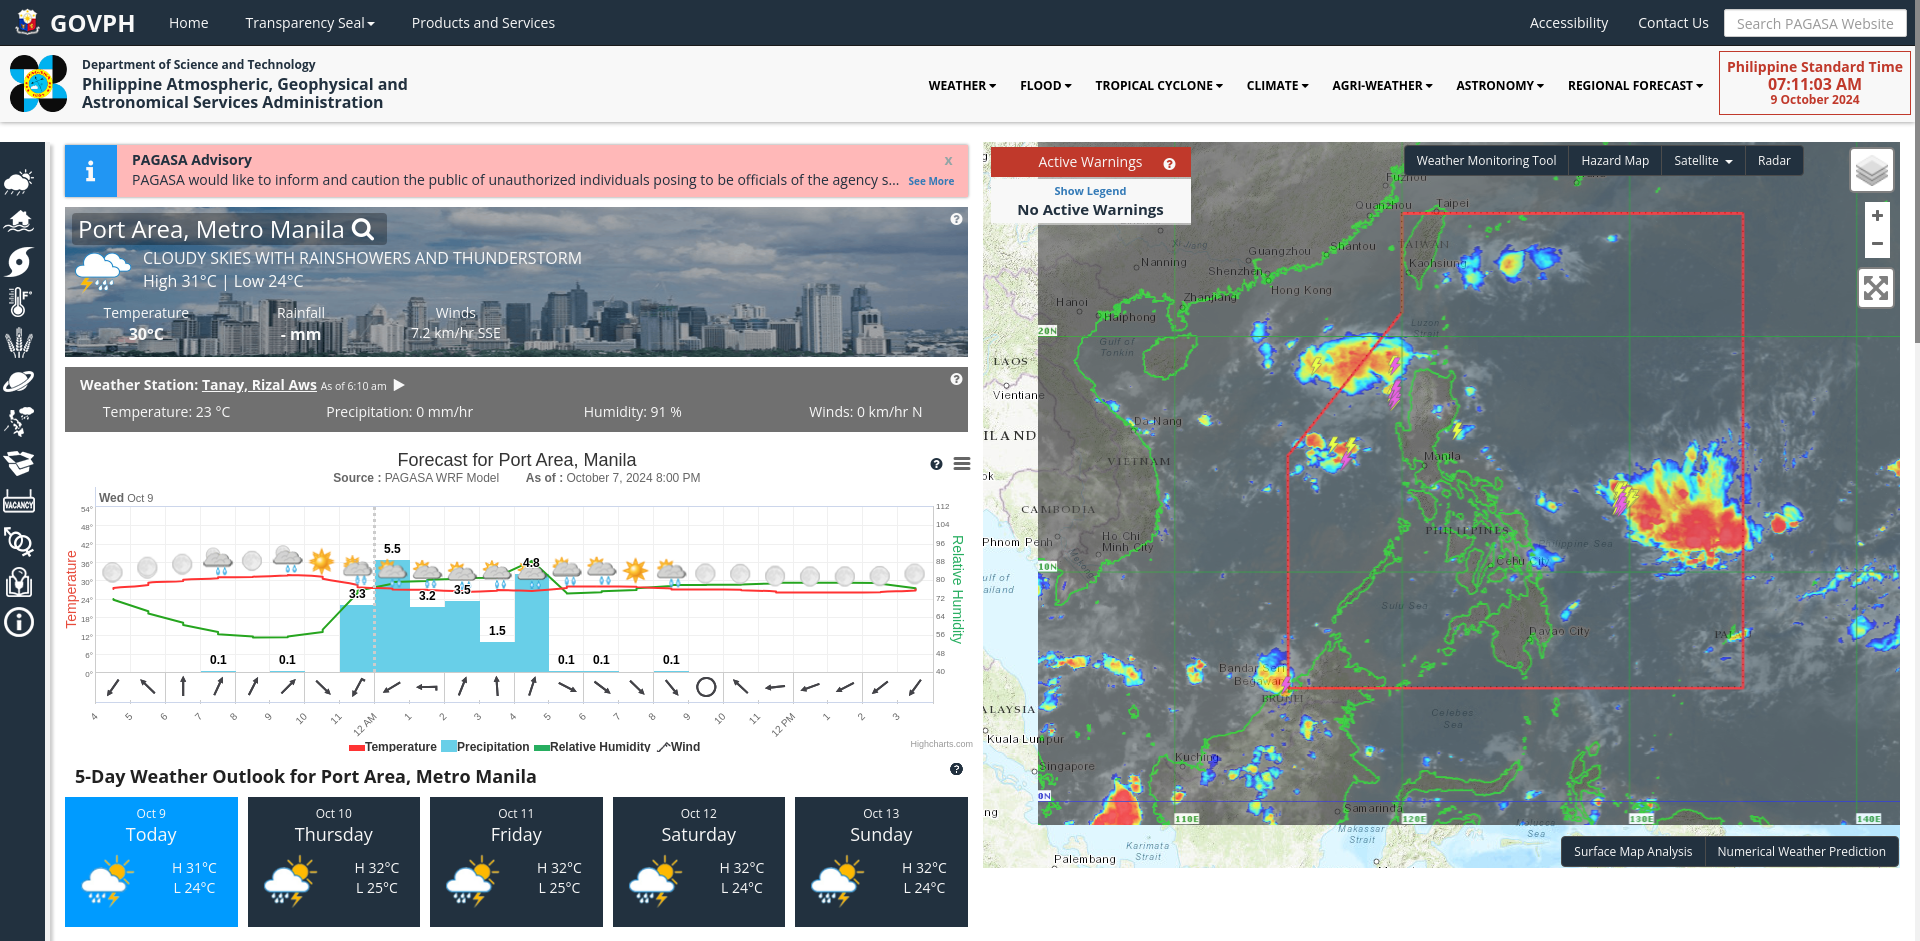 GOVPH
Home
Transparency Seal
Products and Services
Accessibility
Contact Us
Search PAGASA Website
Department of Science and Technology
Philippine Atmospheric, Geophysical and
Astronomical Services Administration
WEATHER
FLOOD
TROPICAL CYCLONE
CLIMATE
AGRI-WEATHER
ASTRONOMY
REGIONAL FORECAST
Philippine Standard Time
07:11:03 AM
9 October 2024
PAGASA Advisory
x
PAGASA would like to inform and caution the public of unauthorized individuals posing to be officials of the agency s...
See More
Port Area, Metro Manila
CLOUDY SKIES WITH RAINSHOWERS AND THUNDERSTORM
High 31°C | Low 24°C
Temperature
Rainfall
Winds
30°C
- mm
7.2 km/hr SSE
Weather Station: Tanay, Rizal Aws As of 6:10 am
Temperature: 23 °C
Precipitation: 0 mm/hr
Humidity: 91 %
Winds: 0 km/hr N
Forecast for Port Area, Manila
Source : PAGASA WRF Model
As of : October 7, 2024 8:00 PM
Wed Oct 9
54°
48°
42°
36°
30°
24°
18°
12°
6°
0°
Temperature
112
104
96
88
80
72
64
56
48
40
Relative Humidity
0.1
0.1
3.3
5.5
3.2
3.5
1.5
4.8
0.1
0.1
0.1
4
5
6
7
8
9
10
11
12 AM
1
2
3
4
5
6
7
8
9
10
11
12 PM
1
2
3
Temperature
Precipitation
Relative Humidity
Wind
Highcharts.com
5-Day Weather Outlook for Port Area, Metro Manila
Oct 9
Today
H 31°C
L 24°C
Oct 10
Thursday
H 32°C
L 25°C
Oct 11
Friday
H 32°C
L 25°C
Oct 12
Saturday
H 32°C
L 24°C
Oct 13
Sunday
H 32°C
L 24°C
Active Warnings
Show Legend
No Active Warnings
Weather Monitoring Tool
Hazard Map
Satellite
Radar
+
−
Fuzhou
Quanzhou
Taipei
Xi Jiang
Guangzhou
Shantou
TAIWAN
Nanning
Shenzhen
Kaohsiung
Hanoi
Zhanjiang
Hong Kong
Haiphong
Luzon
Strait
20N
Gulf of
Tonkin
LAOS
Vientiane
Da Nang
ILAND
VIETNAM
Manila
ok
CAMBODIA
PHILIPPINES
Phnom Penh
Ho Chi
Minh City
Philippine Sea
Cebu City
10N
ulf of
ailand
Sulu Sea
Davao City
PALAU
Bandar Seri
Begawan
BRUNEI
ALAYSIA
Celebes
Sea
Kuala Lumpur
Kuching
Singapore
0N
ng
Samarinda
110E
120E
130E
140E
Makassar
Strait
Molucca
Sea
Karimata
Strait
Palembang
Surface Map Analysis
Numerical Weather Prediction
VACANCY